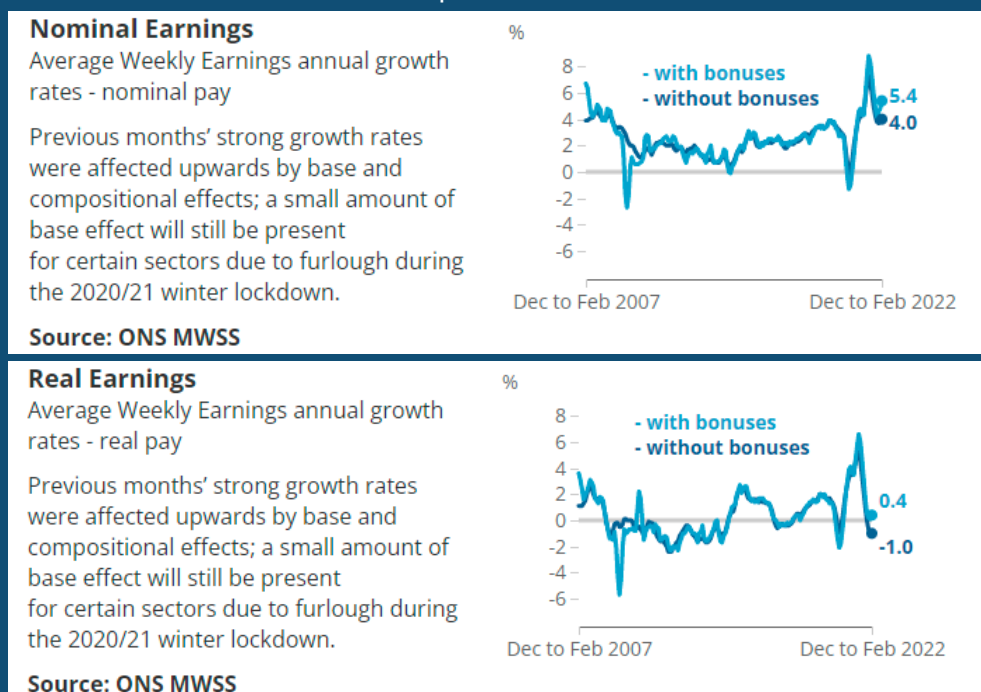 Nominal Earnings
Average Weekly Earnings annual growth
rates - nominal pay
Previous months’ strong growth rates
were affected upwards by base and
compositional effects; a small amount of
base effect will still be present
for certain sectors due to furlough during
the 2020/21 winter lockdown.
Source: ONS MWSS
%
8
6
4
2
0
-2
-4
-6
- with bonuses
- without bonuses
5.4
4.0
Dec to Feb 2007
Dec to Feb 2022
Real Earnings
Average Weekly Earnings annual growth
rates - real pay
Previous months’ strong growth rates
were affected upwards by base and
compositional effects; a small amount of
base effect will still be present
for certain sectors due to furlough during
the 2020/21 winter lockdown.
Source: ONS MWSS
%
8
6
4
2
0
-2
-4
-6
- with bonuses
- without bonuses
0.4
-1.0
Dec to Feb 2007
Dec to Feb 2022